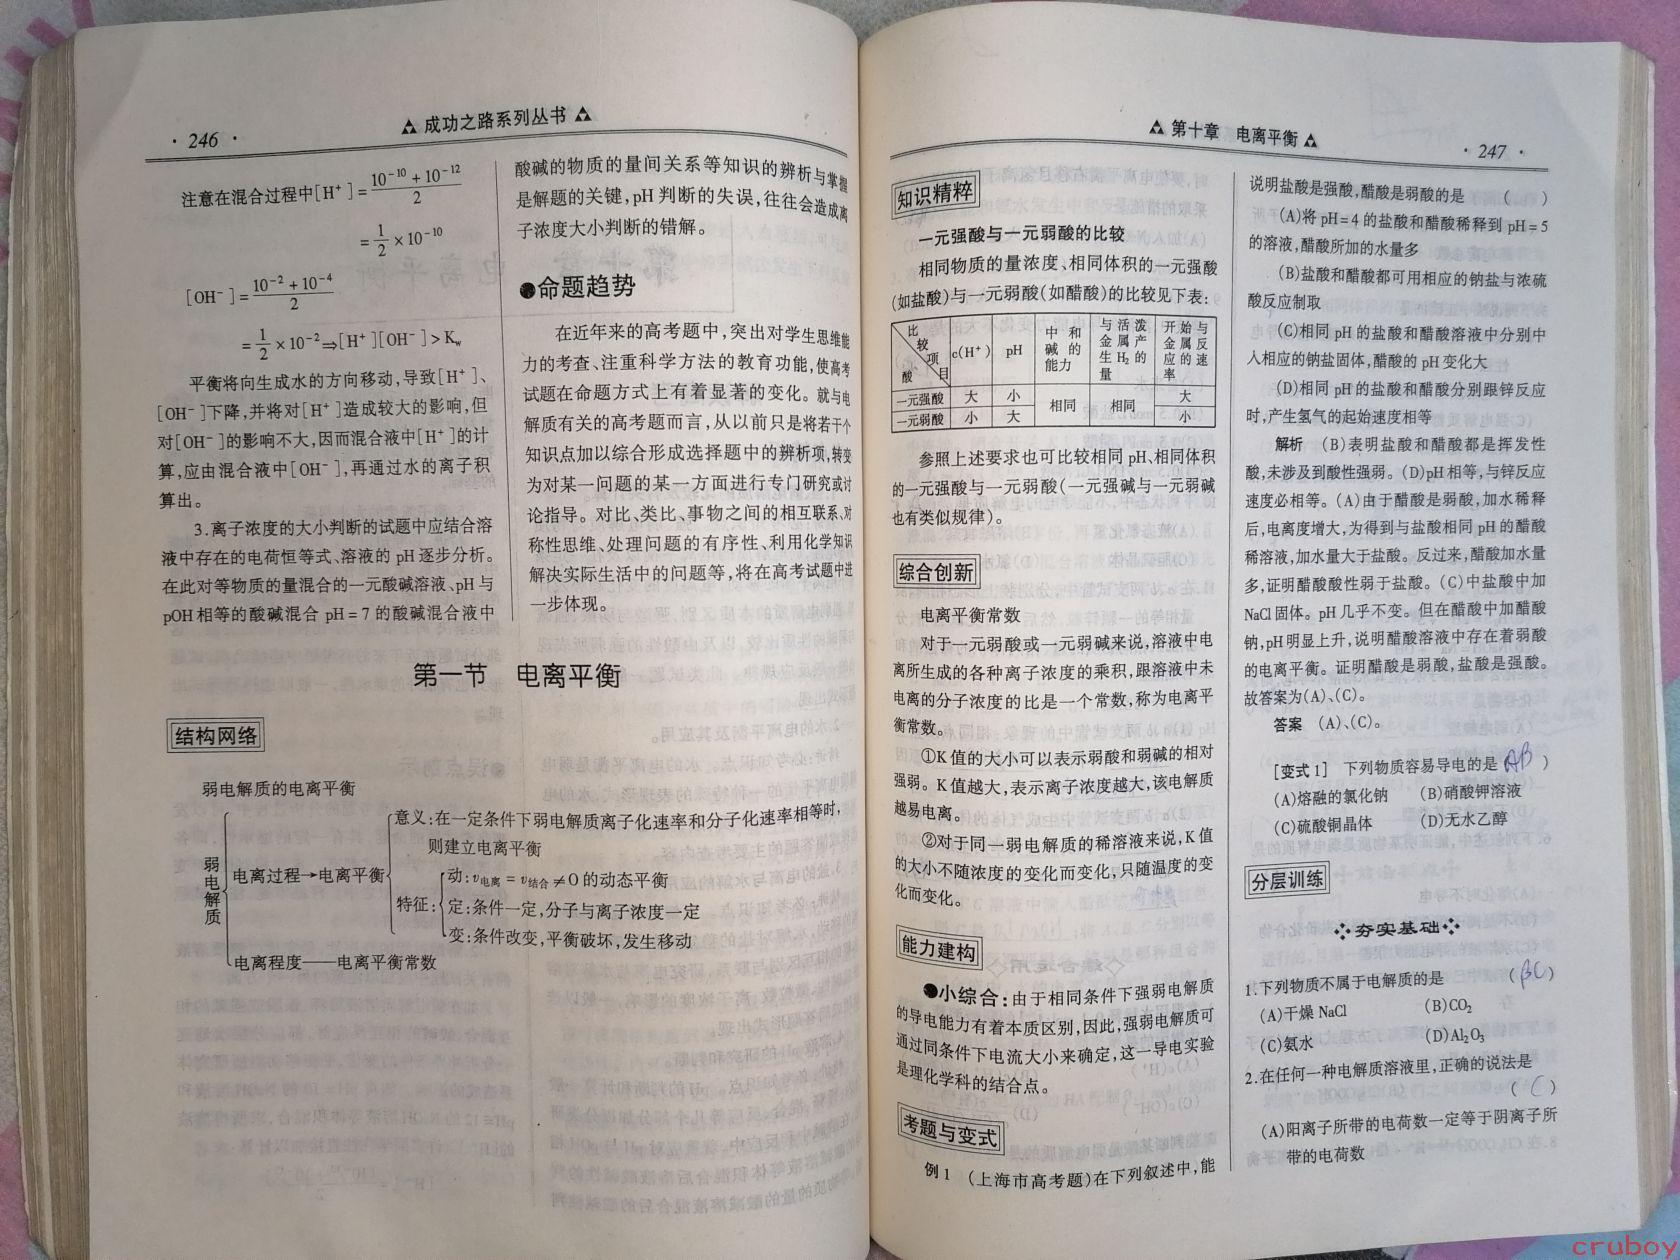 · 246 ·
成功之路系列丛书
注意在混合过程中[H⁺] = (10⁻¹⁰ + 10⁻¹²)/2
= 1/2 × 10⁻¹⁰
[OH⁻] = (10⁻² + 10⁻⁴)/2
= 1/2 × 10⁻² ⇒ [H⁺][OH⁻] > Kw
平衡将向生成水的方向移动,导致[H⁺]、
[OH⁻]下降,并将对[H⁺]造成较大的影响,但
对[OH⁻]的影响不大,因而混合液中[H⁺]的计
算,应由混合液中[OH⁻],再通过水的离子积
算出。
3.离子浓度的大小判断的试题中应结合溶
液中存在的电荷恒等式、溶液的 pH 逐步分析。
在此对等物质的量混合的一元酸碱溶液、pH 与
pOH 相等的酸碱混合 pH = 7 的酸碱混合液中
酸碱的物质的量间关系等知识的辨析与掌握
是解题的关键,pH 判断的失误,往往会造成离
子浓度大小判断的错解。
●命题趋势
在近年来的高考题中,突出对学生思维能
力的考查、注重科学方法的教育功能,使高考
试题在命题方式上有着显著的变化。就与电
解质有关的高考题而言,从以前只是将若干个
知识点加以综合形成选择题中的辨析项,转变
为对某一问题的某一方面进行专门研究或讨
论指导。对比、类比、事物之间的相互联系、对
称性思维、处理问题的有序性、利用化学知识
解决实际生活中的问题等,将在高考试题中进
一步体现。
第一节 电离平衡
结构网络
弱电解质的电离平衡
弱电解质
电离过程→电离平衡
意义:在一定条件下弱电解质离子化速率和分子化速率相等时,
则建立电离平衡
特征:
动:v电离 = v结合 ≠O 的动态平衡
定:条件一定,分子与离子浓度一定
变:条件改变,平衡破坏,发生移动
电离程度——电离平衡常数
第十章 电离平衡
· 247 ·
知识精粹
一元强酸与一元弱酸的比较
相同物质的量浓度、相同体积的一元强酸
(如盐酸)与一元弱酸(如醋酸)的比较见下表:
比较项目 酸 c(H⁺) pH 中和碱的能力 与活泼金属产生 H₂ 的量 开始与金属反应的速率
一元强酸 大 小 相同 相同 大
一元弱酸 小 大 小
参照上述要求也可比较相同 pH、相同体积
的一元强酸与一元弱酸(一元强碱与一元弱碱
也有类似规律)。
综合创新
电离平衡常数
对于一元弱酸或一元弱碱来说,溶液中电
离所生成的各种离子浓度的乘积,跟溶液中未
电离的分子浓度的比是一个常数,称为电离平
衡常数。
①K 值的大小可以表示弱酸和弱碱的相对
强弱。K 值越大,表示离子浓度越大,该电解质
越易电离。
②对于同一弱电解质的稀溶液来说,K 值
的大小不随浓度的变化而变化,只随温度的变
化而变化。
能力建构
●小综合:由于相同条件下强弱电解质
的导电能力有着本质区别,因此,强弱电解质可
通过同条件下电流大小来确定,这一导电实验
是理化学科的结合点。
考题与变式
例 1 (上海市高考题)在下列叙述中,能
说明盐酸是强酸,醋酸是弱酸的是 ( )
(A)将 pH = 4 的盐酸和醋酸稀释到 pH = 5
的溶液,醋酸所加的水量多
(B)盐酸和醋酸都可用相应的钠盐与浓硫
酸反应制取
(C)相同 pH 的盐酸和醋酸溶液中分别中
人相应的钠盐固体,醋酸的 pH 变化大
(D)相同 pH 的盐酸和醋酸分别跟锌反应
时,产生氢气的起始速度相等
解析 (B)表明盐酸和醋酸都是挥发性
酸,未涉及到酸性强弱。(D)pH 相等,与锌反应
速度必相等。(A)由于醋酸是弱酸,加水稀释
后,电离度增大,为得到与盐酸相同 pH 的醋酸
稀溶液,加水量大于盐酸。反过来,醋酸加水量
多,证明醋酸酸性弱于盐酸。(C)中盐酸中加
NaCl 固体。pH 几乎不变。但在醋酸中加醋酸
钠,pH 明显上升,说明醋酸溶液中存在着弱酸
的电离平衡。证明醋酸是弱酸,盐酸是强酸。
故答案为(A)、(C)。
答案 (A)、(C)。
[变式 1] 下列物质容易导电的是 (AB)
(A)熔融的氯化钠 (B)硝酸钾溶液
(C)硫酸铜晶体 (D)无水乙醇
分层训练
夯实基础
1.下列物质不属于电解质的是 (BC)
(A)干燥 NaCl (B)CO₂
(C)氨水 (D)Al₂O₃
2.在任何一种电解质溶液里,正确的说法是
(C)
(A)阳离子所带的电荷数一定等于阴离子所
带的电荷数
cruboy